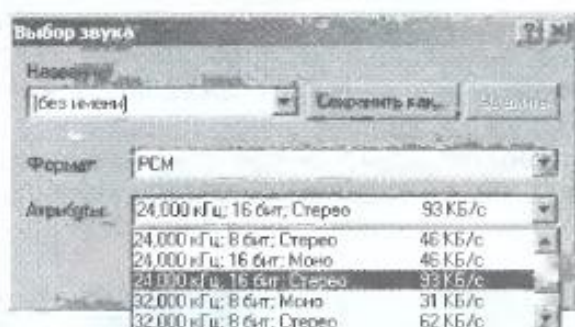 Выбор звука
Название
[без имени]
Сохранить как...
Удалить
Формат
PCM
Атрибуты
24,000 кГц; 16 бит; Стерео 93 КБ/с
24,000 кГц; 8 бит; Стерео 46 КБ/с
24,000 кГц; 16 бит; Моно 46 КБ/с
24,000 кГц; 16 бит; Стерео 93 КБ/с
32,000 кГц; 8 бит; Моно 31 КБ/с
32,000 кГц; 8 бит; Стерео 62 КБ/с